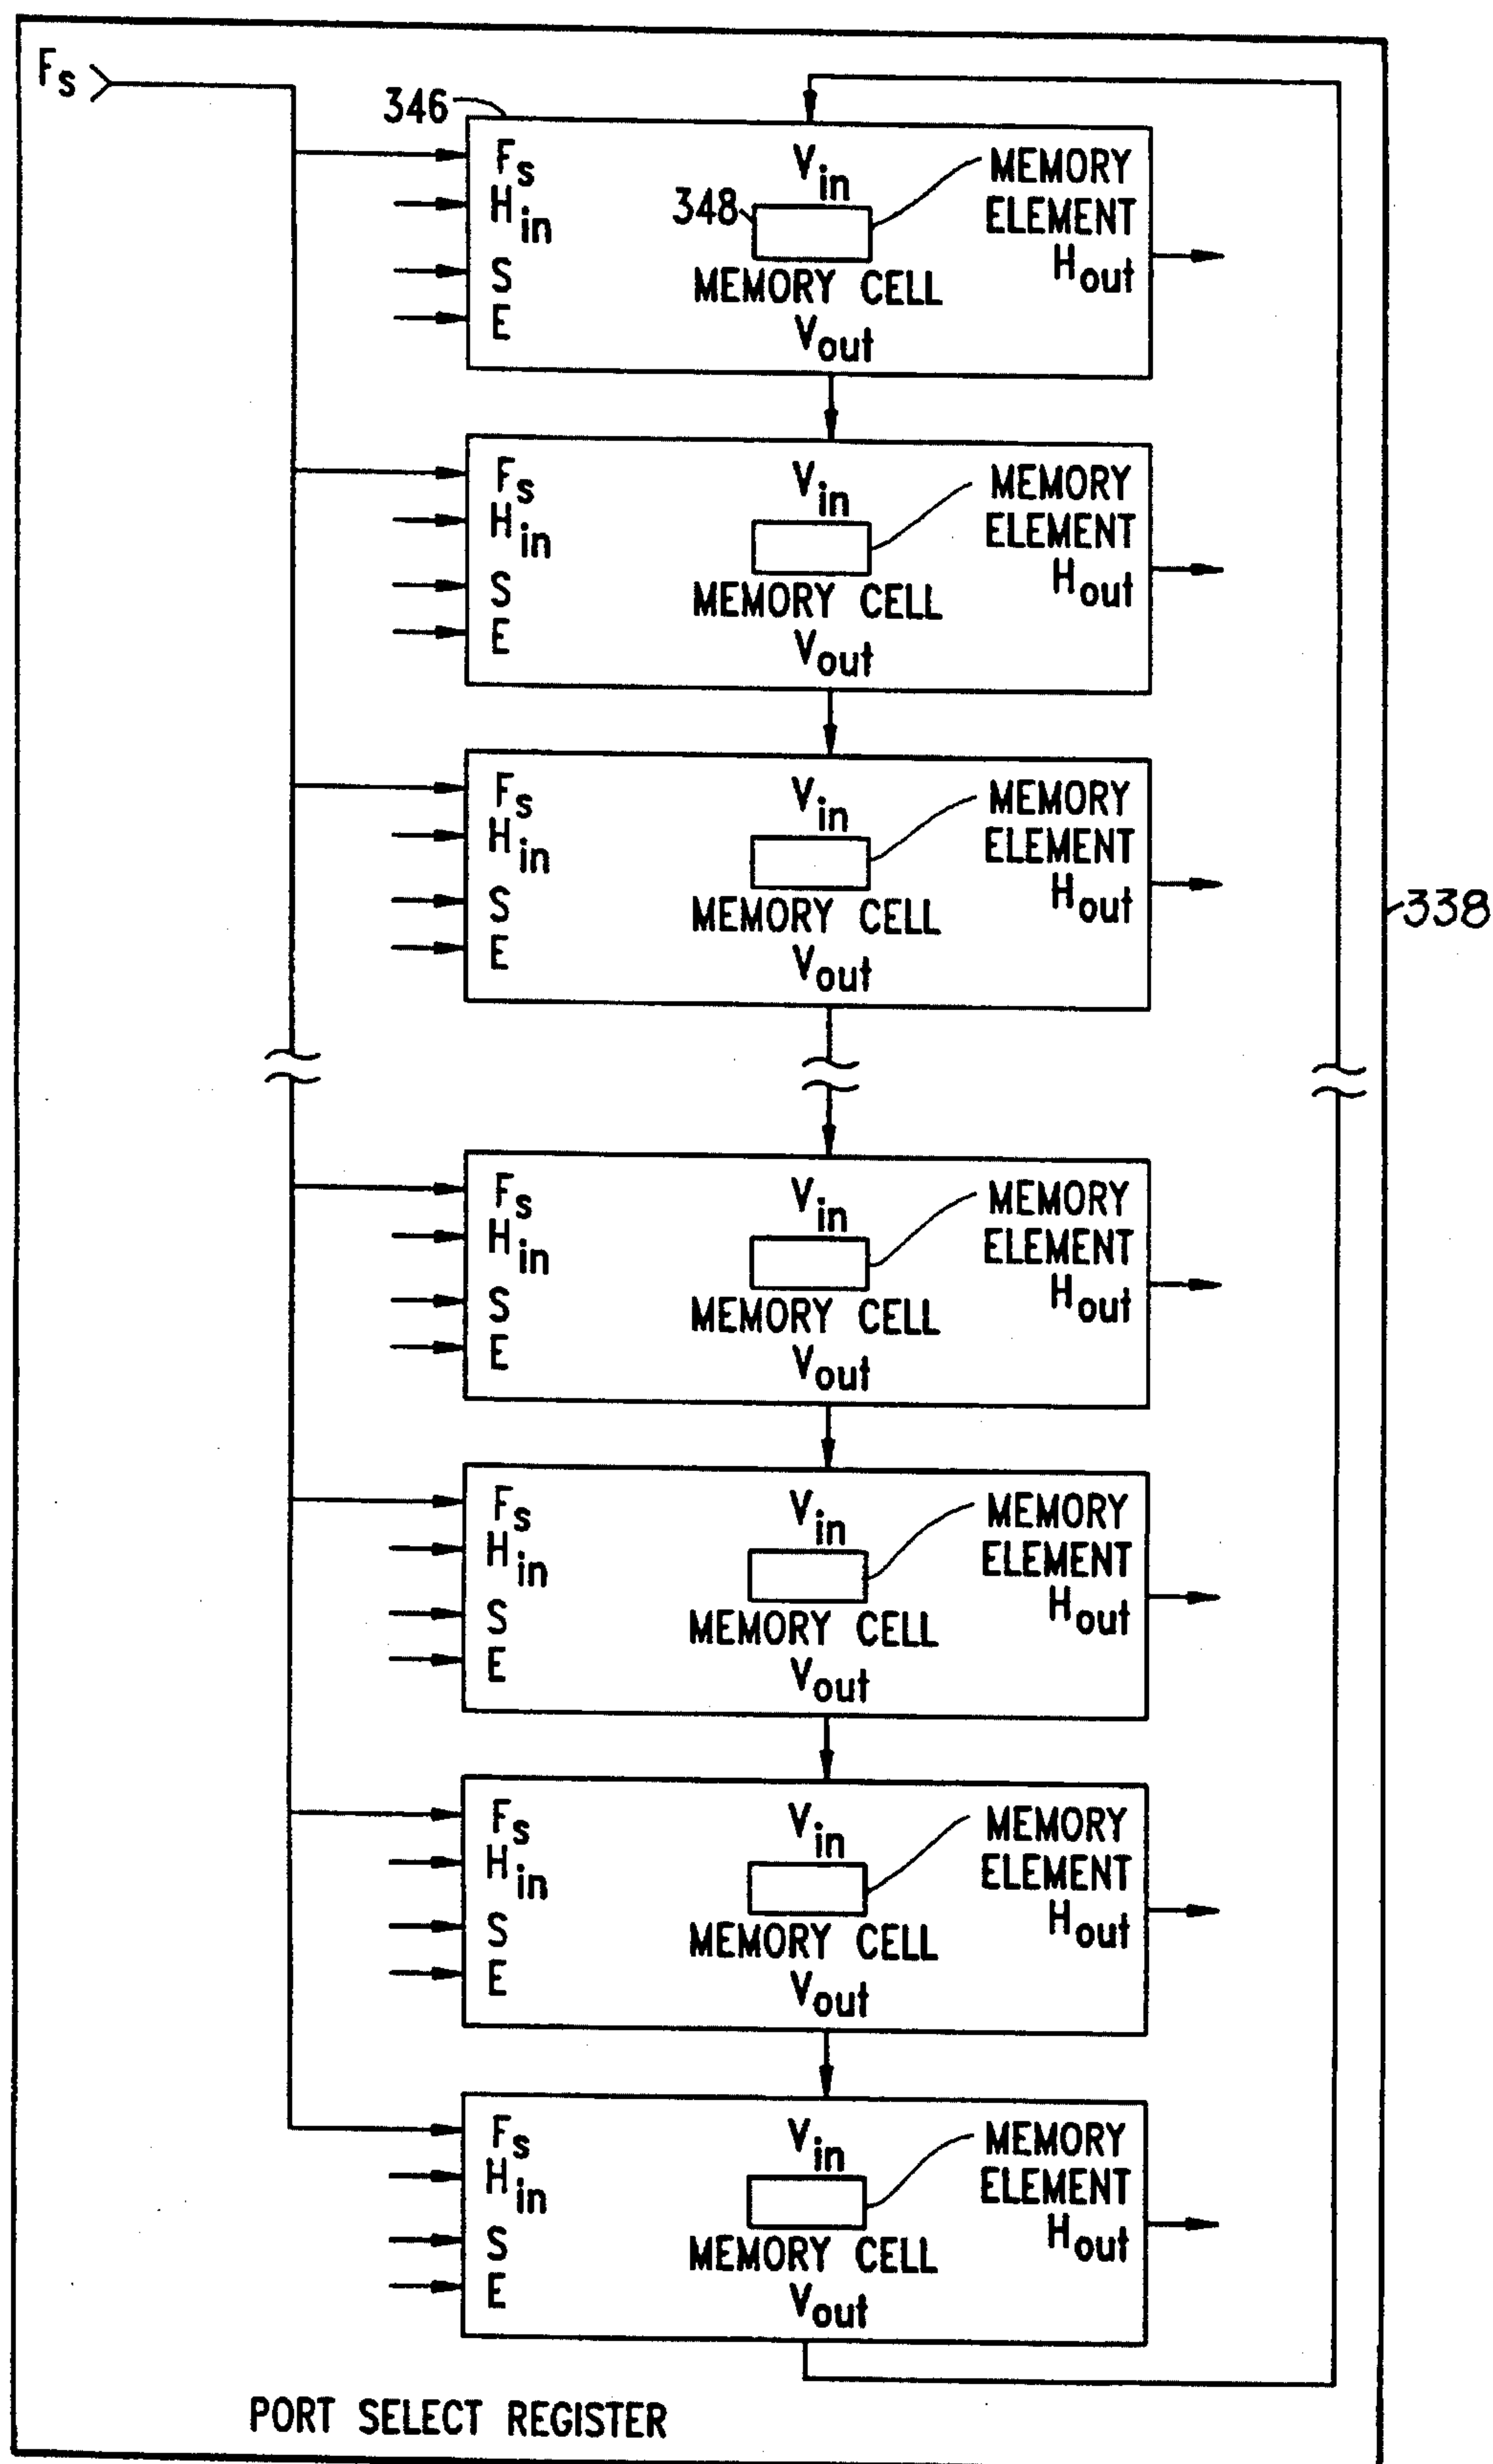 Fs
346
Fs Vin MEMORY
Hin 348 ELEMENT
S MEMORY CELL Hout
E Vout
Fs Vin MEMORY
Hin ELEMENT
S MEMORY CELL Hout
E Vout
Fs Vin MEMORY
Hin ELEMENT
S MEMORY CELL Hout
E Vout
338
Fs Vin MEMORY
Hin ELEMENT
S MEMORY CELL Hout
E Vout
Fs Vin MEMORY
Hin ELEMENT
S MEMORY CELL Hout
E Vout
Fs Vin MEMORY
Hin ELEMENT
S MEMORY CELL Hout
E Vout
Fs Vin MEMORY
Hin ELEMENT
S MEMORY CELL Hout
E Vout
PORT SELECT REGISTER